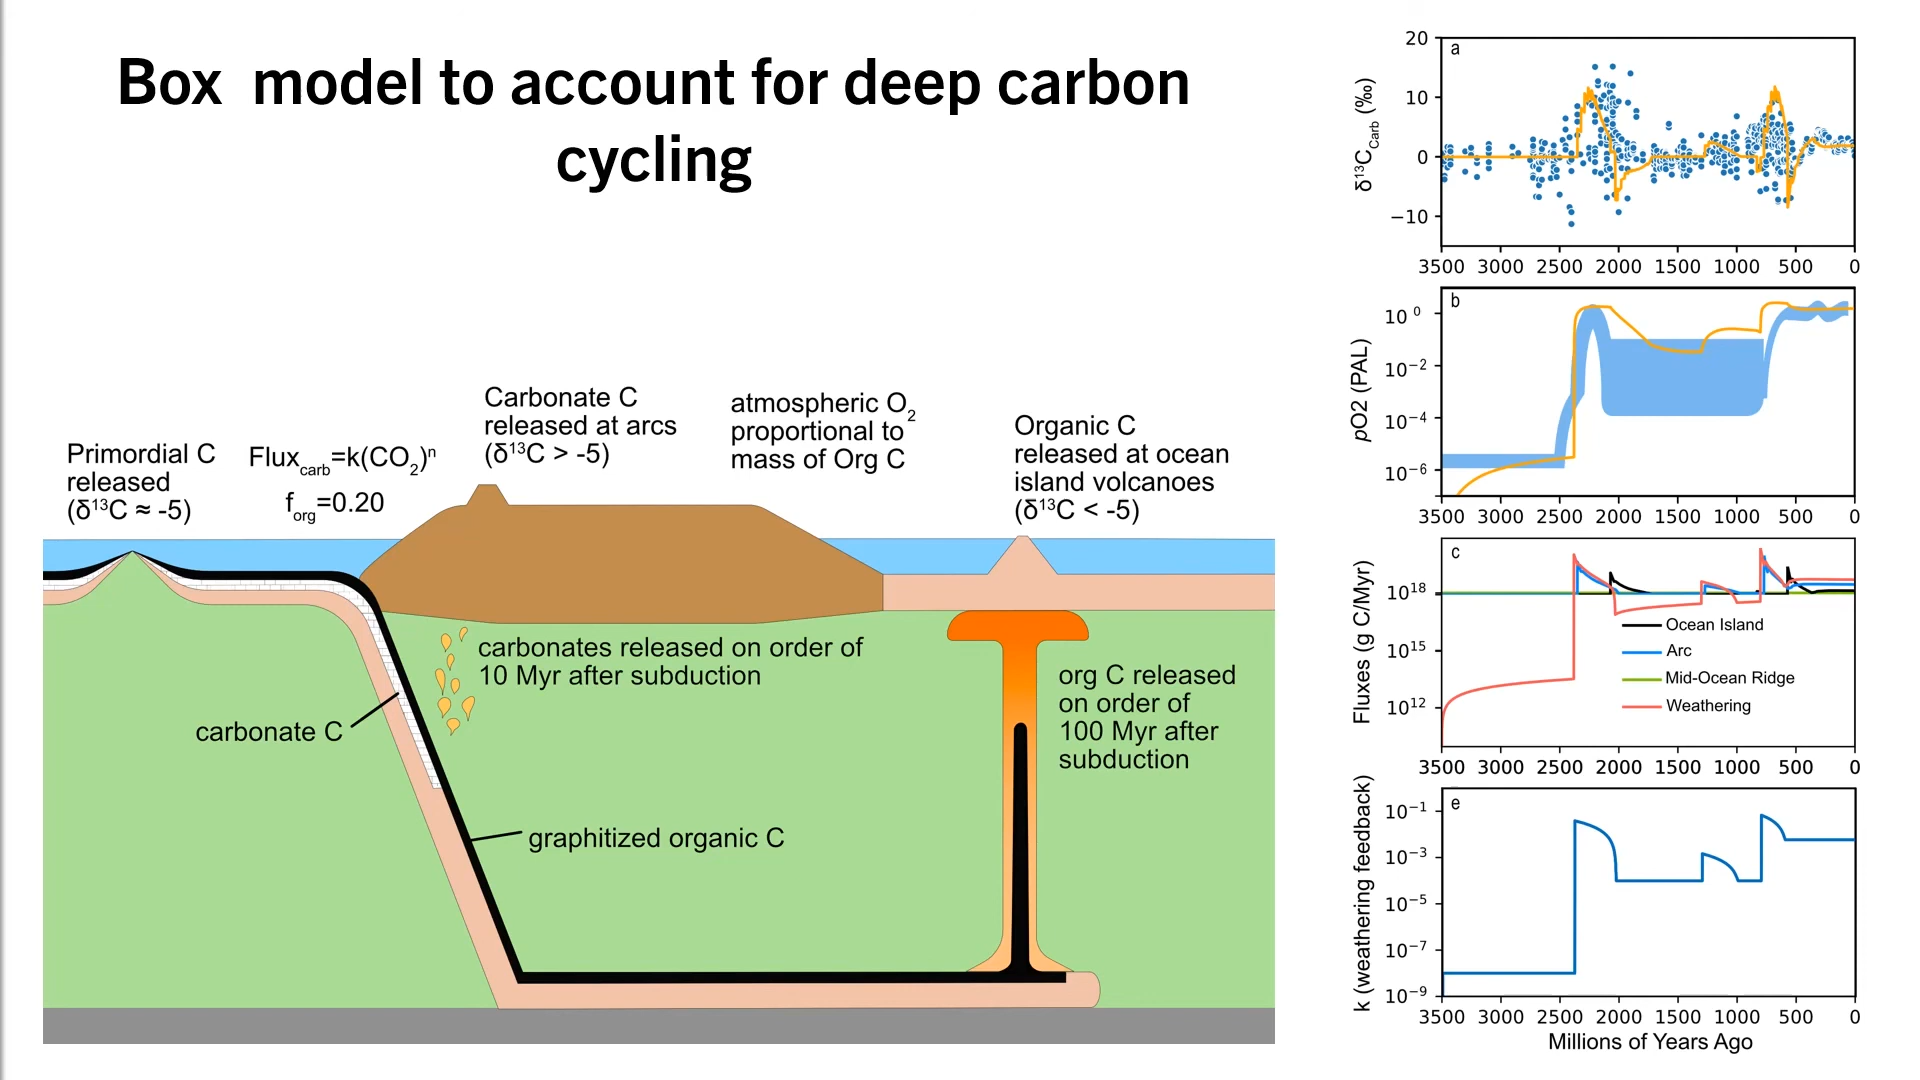 Box model to account for deep carbon
cycling
Primordial C
released
(δ¹³C ≈ -5)
Flux_carb=k(CO₂)ⁿ
f_org=0.20
Carbonate C
released at arcs
(δ¹³C > -5)
atmospheric O₂
proportional to
mass of Org C
Organic C
released at ocean
island volcanoes
(δ¹³C < -5)
carbonates released on order of
10 Myr after subduction
carbonate C
graphitized organic C
org C released
on order of
100 Myr after
subduction
a
δ¹³C_Carb (‰)
20
10
0
−10
3500 3000 2500 2000 1500 1000 500 0
b
pO2 (PAL)
10⁰
10⁻²
10⁻⁴
10⁻⁶
3500 3000 2500 2000 1500 1000 500 0
c
Fluxes (g C/Myr)
10¹⁸
10¹⁵
10¹²
Ocean Island
Arc
Mid-Ocean Ridge
Weathering
3500 3000 2500 2000 1500 1000 500 0
e
k (weathering feedback)
10⁻¹
10⁻³
10⁻⁵
10⁻⁷
10⁻⁹
3500 3000 2500 2000 1500 1000 500 0
Millions of Years Ago